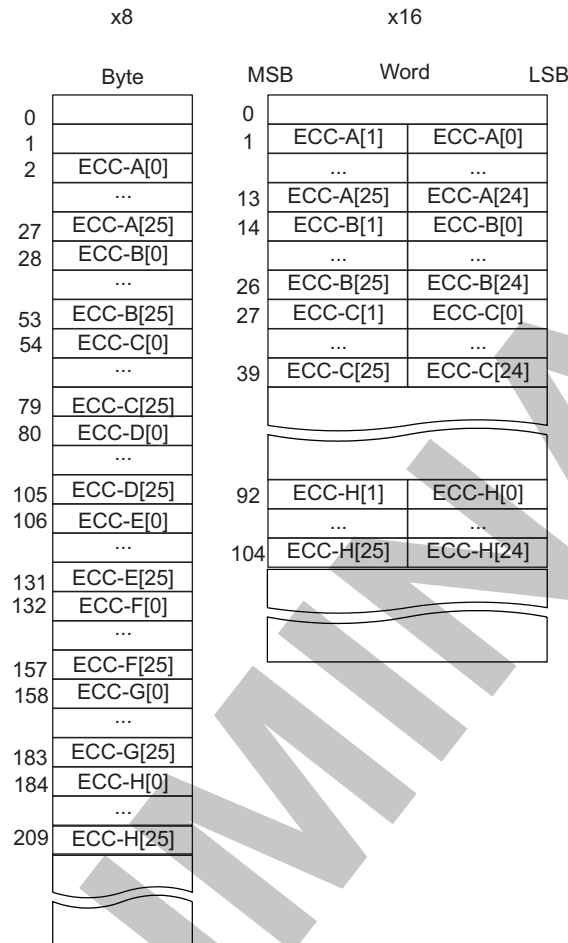 x8
Byte
0
1
2 ECC-A[0]
...
27 ECC-A[25]
28 ECC-B[0]
...
53 ECC-B[25]
54 ECC-C[0]
...
79 ECC-C[25]
80 ECC-D[0]
...
105 ECC-D[25]
106 ECC-E[0]
...
131 ECC-E[25]
132 ECC-F[0]
...
157 ECC-F[25]
158 ECC-G[0]
...
183 ECC-G[25]
184 ECC-H[0]
...
209 ECC-H[25]
x16
MSB Word LSB
0
1 ECC-A[1] ECC-A[0]
... ...
13 ECC-A[25] ECC-A[24]
14 ECC-B[1] ECC-B[0]
... ...
26 ECC-B[25] ECC-B[24]
27 ECC-C[1] ECC-C[0]
... ...
39 ECC-C[25] ECC-C[24]
92 ECC-H[1] ECC-H[0]
... ...
104 ECC-H[25] ECC-H[24]